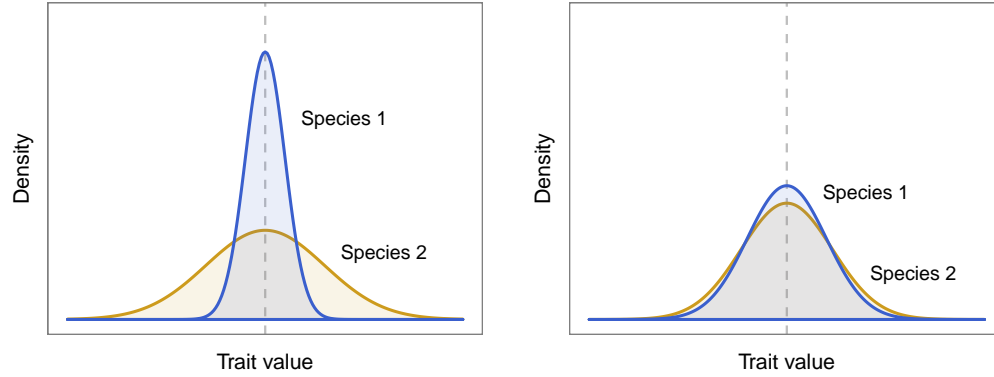 Density
Species 1
Species 2
Trait value
Density
Species 1
Species 2
Trait value